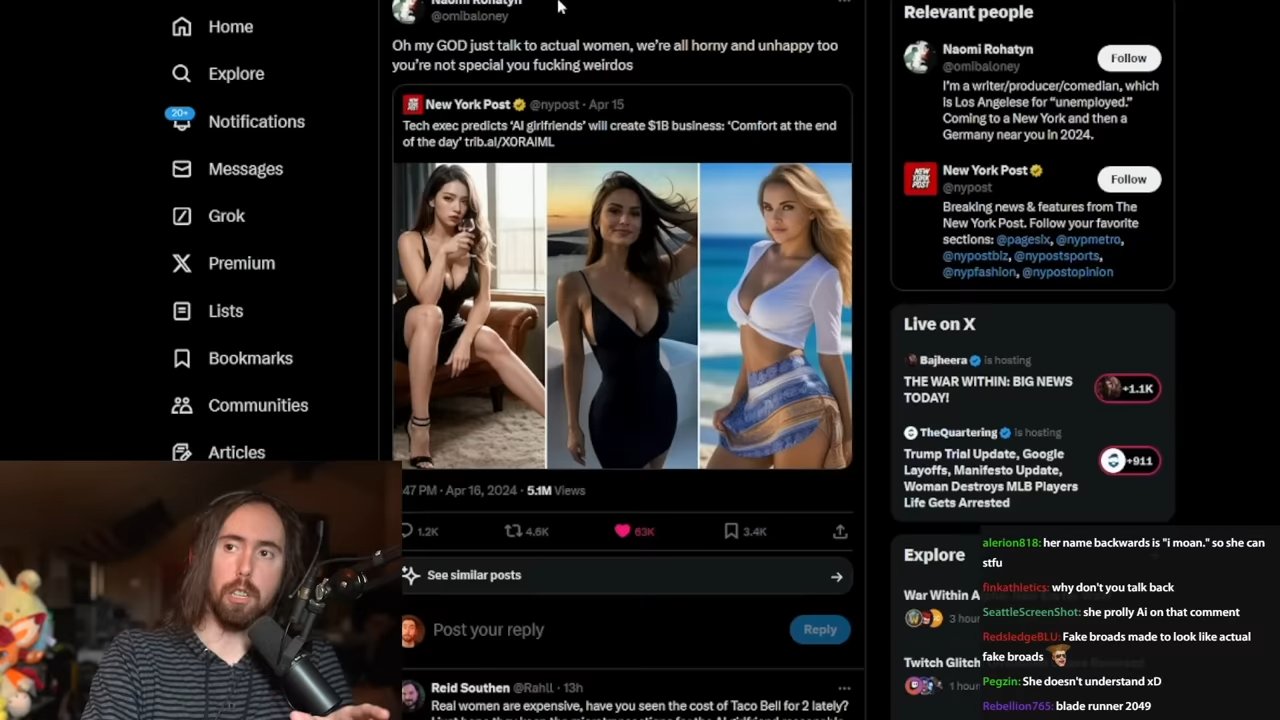 Home
Explore
20+
Notifications
Messages
Grok
Premium
Lists
Bookmarks
Communities
Articles
Naomi Rohatyn
@omibaloney
Oh my GOD just talk to actual women, we're all horny and unhappy too
you're not special you fucking weirdos
New York Post @nypost · Apr 15
Tech exec predicts 'AI girlfriends' will create $1B business: 'Comfort at the end
of the day' trib.al/X0RAIML
47 PM · Apr 16, 2024 · 5.1M Views
1.2K 4.6K 63K 3.4K
See similar posts
Post your reply
Reply
Reid Southen @Rahll · 13h
Real women are expensive, have you seen the cost of Taco Bell for 2 lately?
Relevant people
Naomi Rohatyn
@omibaloney
Follow
I'm a writer/producer/comedian, which
is Los Angelese for "unemployed."
Coming to a New York and then a
Germany near you in 2024.
NEW
YORK
POST
New York Post
@nypost
Follow
Breaking news & features from The
New York Post. Follow your favorite
sections: @pagesix, @nypmetro,
@nypostbiz, @nypostsports,
@nypfashion, @nypostopinion
Live on X
Bajheera is hosting
THE WAR WITHIN: BIG NEWS
TODAY!
+1.1K
TheQuartering is hosting
Trump Trial Update, Google
Layoffs, Manifesto Update,
Woman Destroys MLB Players
Life Gets Arrested
+911
Explore
War Within A
3 hour
Twitch Glitch
1 hour
alerion818: her name backwards is "i moan." so she can
stfu
finkathletics: why don't you talk back
SeattleScreenShot: she prolly Ai on that comment
RedsledgeBLU: Fake broads made to look like actual
fake broads
Pegzin: She doesn't understand xD
Rebellion765: blade runner 2049